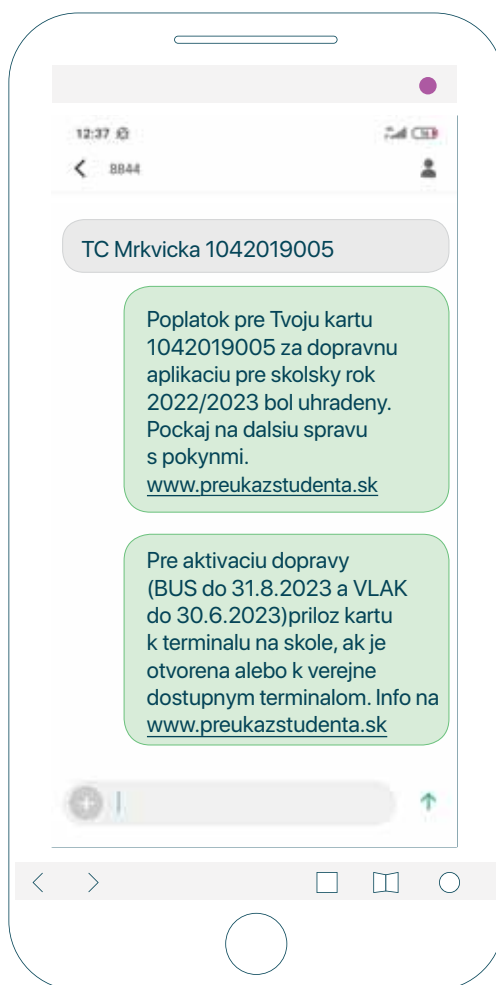 12:37
8844
TC Mrkvicka 1042019005
Poplatok pre Tvoju kartu
1042019005 za dopravnu
aplikaciu pre skolsky rok
2022/2023 bol uhradeny.
Pockaj na dalsiu spravu
s pokynmi.
www.preukazstudenta.sk
Pre aktivaciu dopravy
(BUS do 31.8.2023 a VLAK
do 30.6.2023)priloz kartu
k terminalu na skole, ak je
otvorena alebo k verejne
dostupnym terminalom. Info na
www.preukazstudenta.sk